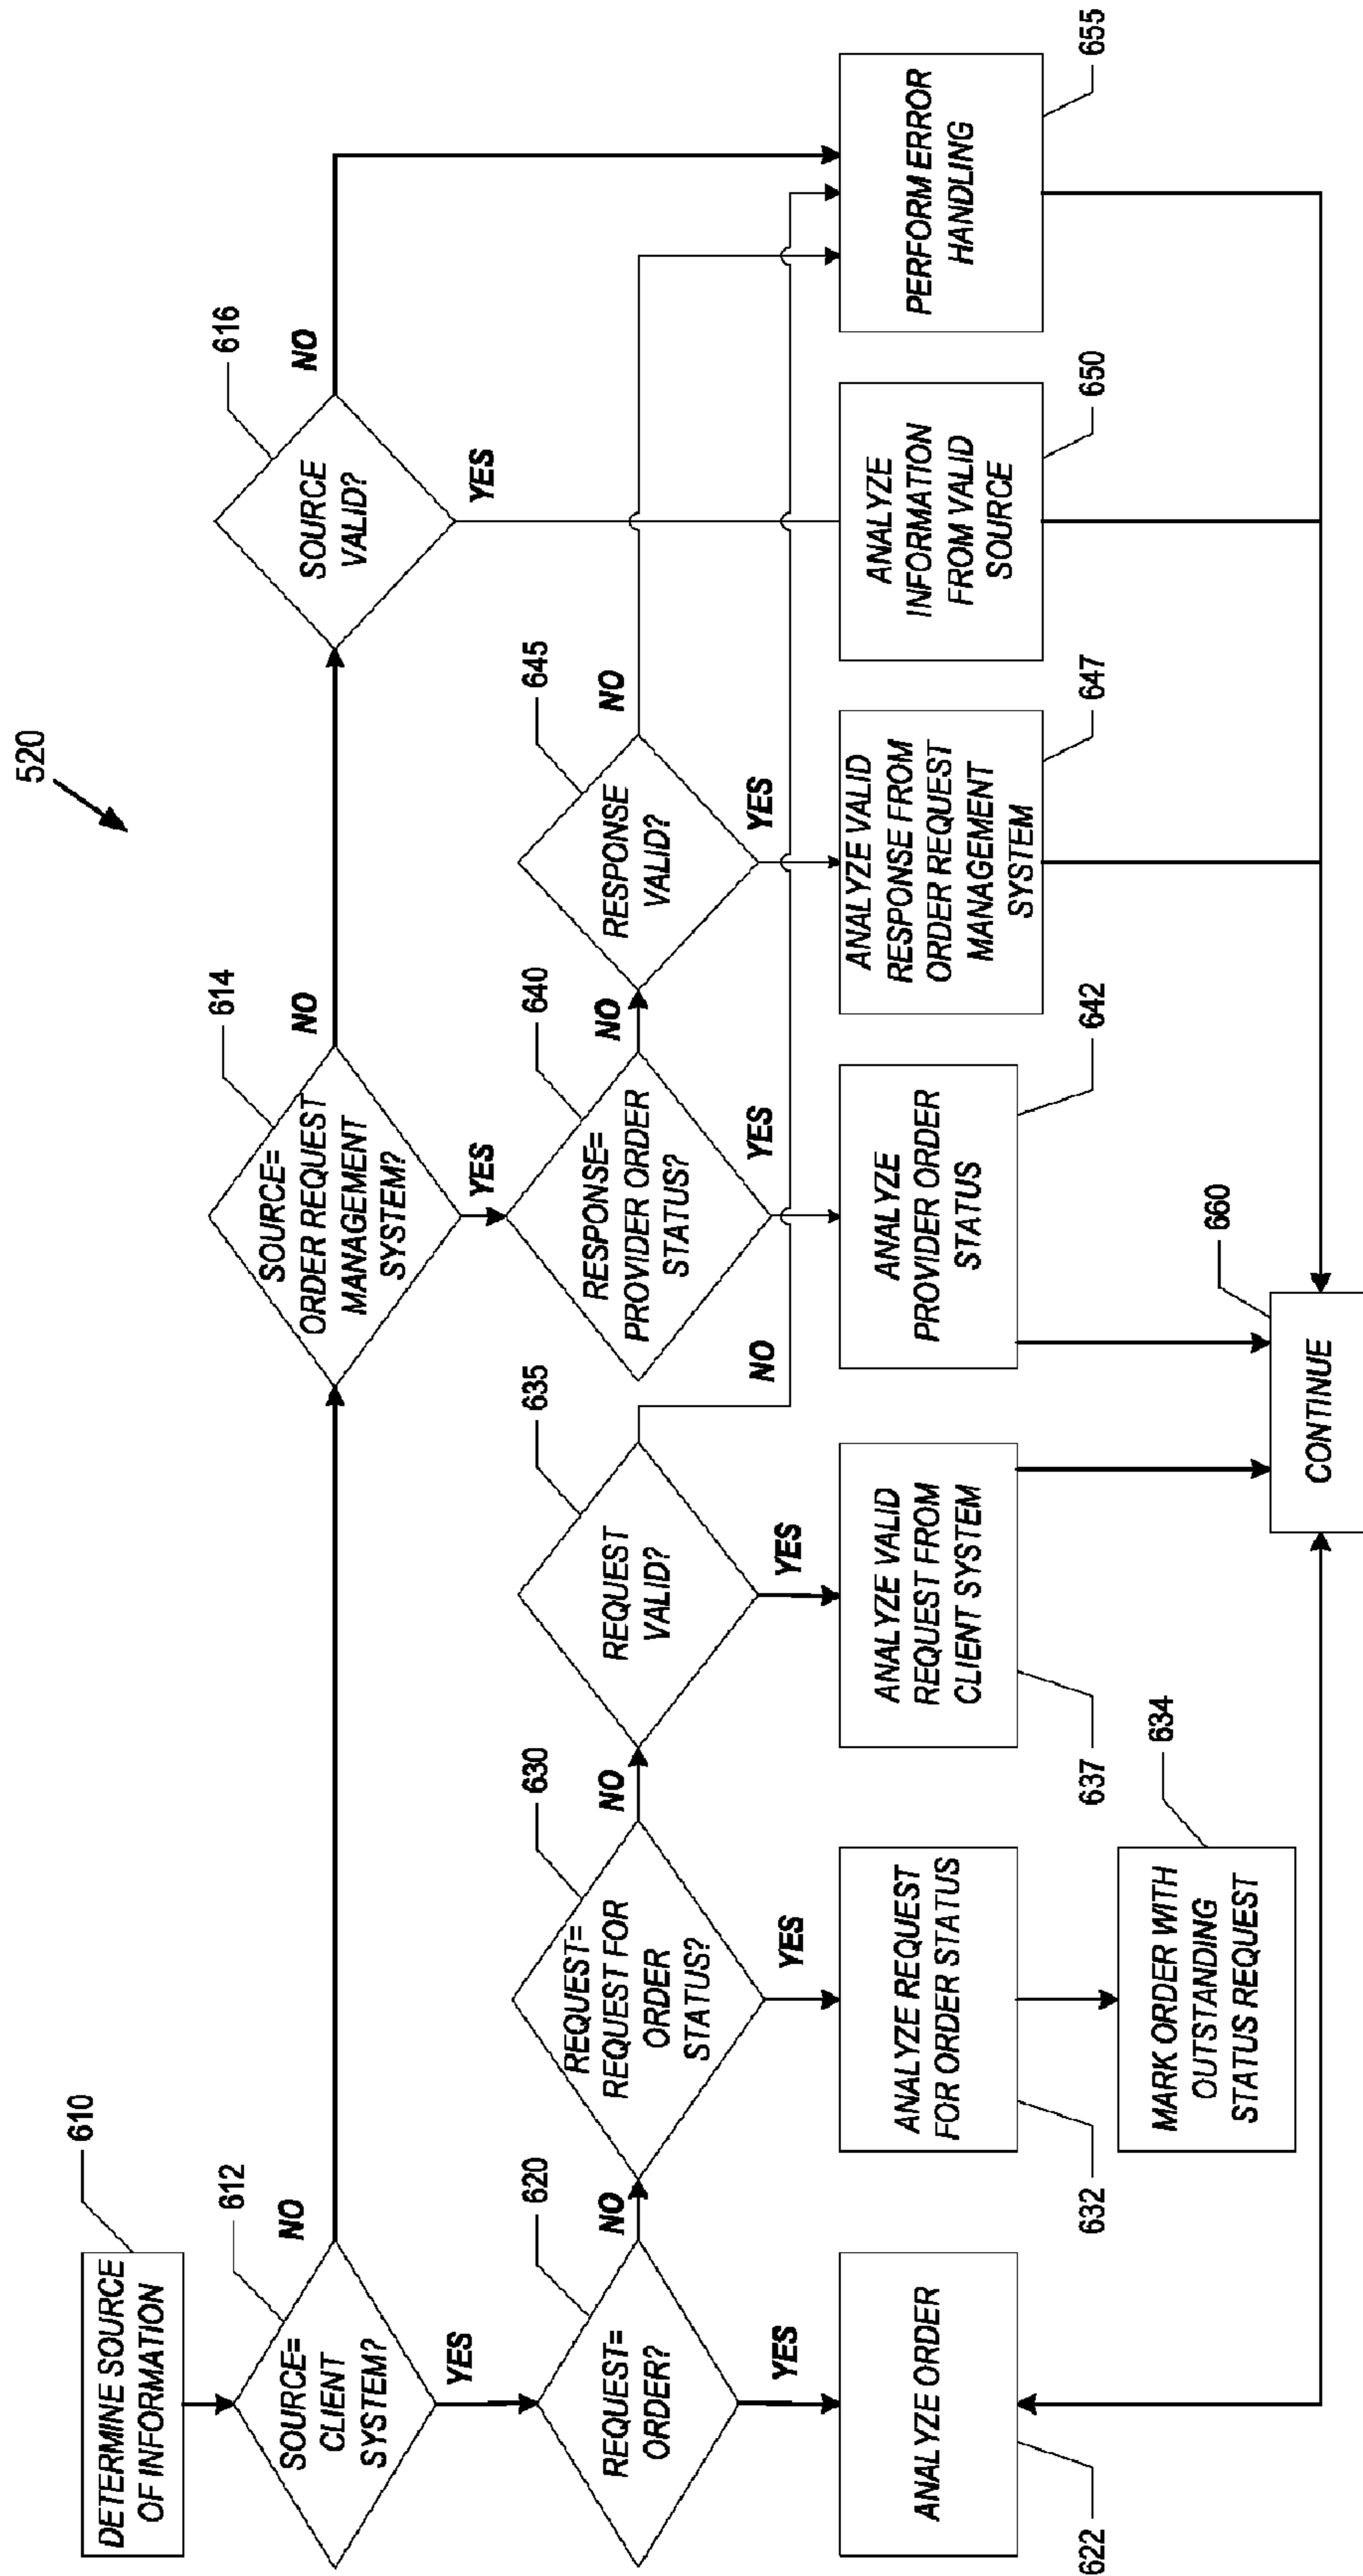 520
610
DETERMINE SOURCE
OF INFORMATION
612
SOURCE=
CLIENT
SYSTEM?
NO
YES
614
SOURCE=
ORDER REQUEST
MANAGEMENT
SYSTEM?
NO
YES
616
SOURCE
VALID?
NO
YES
620
REQUEST=
ORDER?
NO
YES
630
REQUEST=
REQUEST FOR
ORDER
STATUS?
NO
YES
635
REQUEST
VALID?
NO
YES
640
RESPONSE=
PROVIDER ORDER
STATUS?
NO
YES
645
RESPONSE
VALID?
NO
YES
ANALYZE ORDER
622
ANALYZE REQUEST
FOR ORDER STATUS
632
ANALYZE VALID
REQUEST FROM
CLIENT SYSTEM
637
ANALYZE
PROVIDER ORDER
STATUS
642
ANALYZE VALID
RESPONSE FROM
ORDER REQUEST
MANAGEMENT
SYSTEM
647
ANALYZE
INFORMATION
FROM VALID
SOURCE
650
PERFORM ERROR
HANDLING
655
MARK ORDER WITH
OUTSTANDING
STATUS REQUEST
634
660
CONTINUE